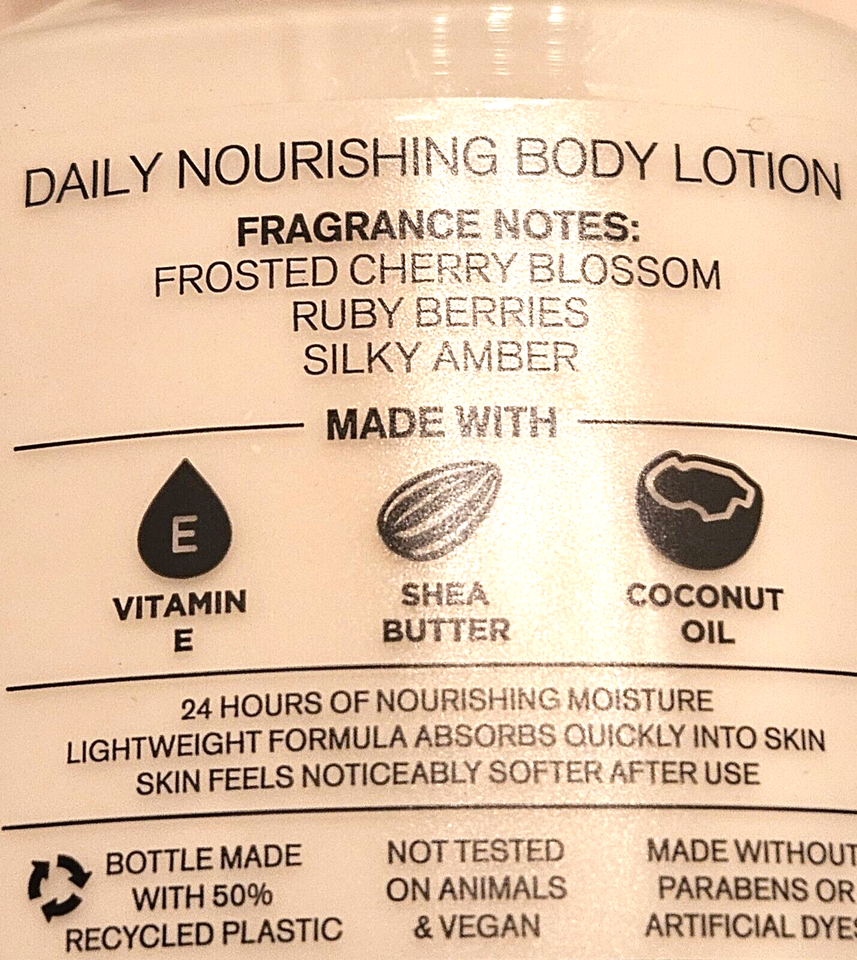 DAILY NOURISHING BODY LOTION
FRAGRANCE NOTES:
FROSTED CHERRY BLOSSOM
RUBY BERRIES
SILKY AMBER
MADE WITH
E
VITAMIN
E
SHEA
BUTTER
COCONUT
OIL
24 HOURS OF NOURISHING MOISTURE
LIGHTWEIGHT FORMULA ABSORBS QUICKLY INTO SKIN
SKIN FEELS NOTICEABLY SOFTER AFTER USE
BOTTLE MADE
WITH 50%
RECYCLED PLASTIC
NOT TESTED
ON ANIMALS
& VEGAN
MADE WITHOUT
PARABENS OR
ARTIFICIAL DYES